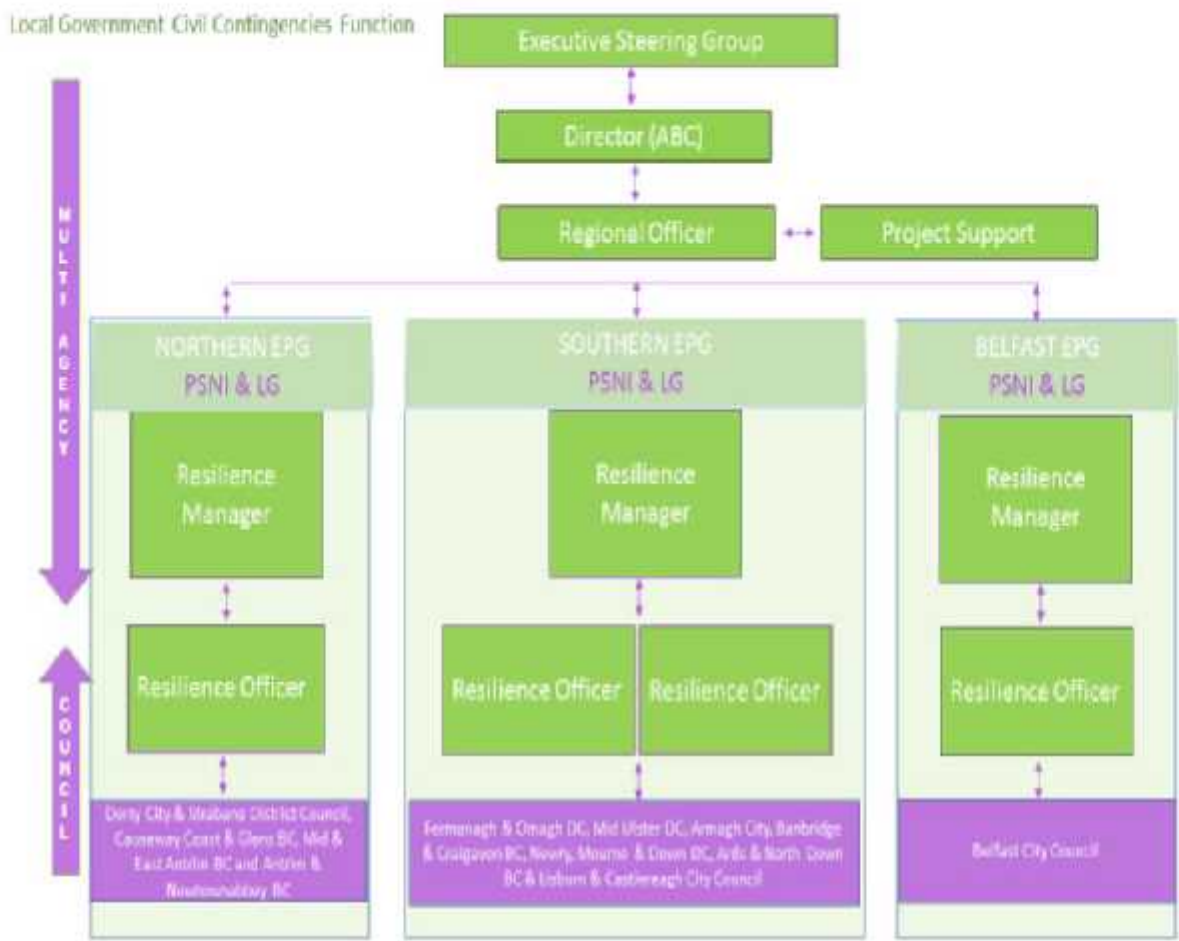 Local Government Civil Contingencies Function
Executive Steering Group
Director (ABC)
Regional Officer
Project Support
MULTI AGENCY
COUNCIL
NORTHERN EPG
PSNI & LG
Resilience
Manager
Resilience Officer
Derry City & Strabane District Council,
Causeway Coast & Glens BC, Mid &
East Antrim BC and Antrim &
Newtownabbey BC
SOUTHERN EPG
PSNI & LG
Resilience
Manager
Resilience Officer
Resilience Officer
Fermanagh & Omagh DC, Mid Ulster DC, Armagh City, Banbridge
& Craigavon BC, Newry, Mourne & Down DC, Ards & North Down
BC & Lisburn & Castlereagh City Council
BELFAST EPG
PSNI & LG
Resilience
Manager
Resilience Officer
Belfast City Council